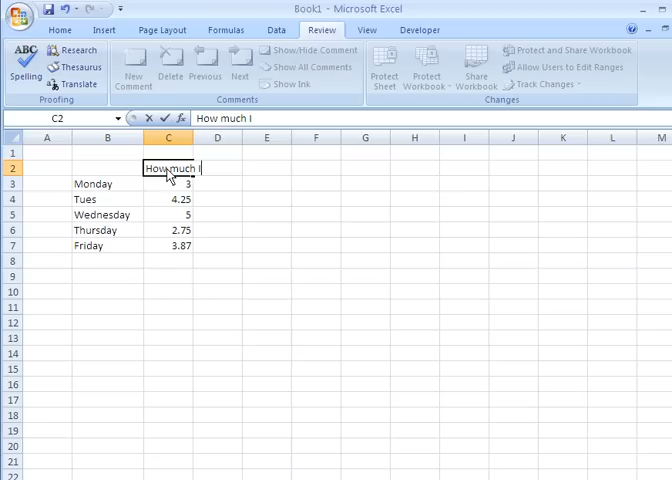 Book1 - Microsoft Excel
Home Insert Page Layout Formulas Data Review View Developer
ABC
Spelling
Research
Thesaurus
Translate
Proofing
New Comment
Delete
Previous
Next
Show/Hide Comment
Show All Comments
Show Ink
Comments
Protect Sheet
Protect Workbook
Share Workbook
Protect and Share Workbook
Allow Users to Edit Ranges
Track Changes
Changes
C2 fx How much I
A B C D E F G H I J K L M
1
2 How much I
3 Monday 3
4 Tues 4.25
5 Wednesday 5
6 Thursday 2.75
7 Friday 3.87
8
9
10
11
12
13
14
15
16
17
18
19
20
21
22